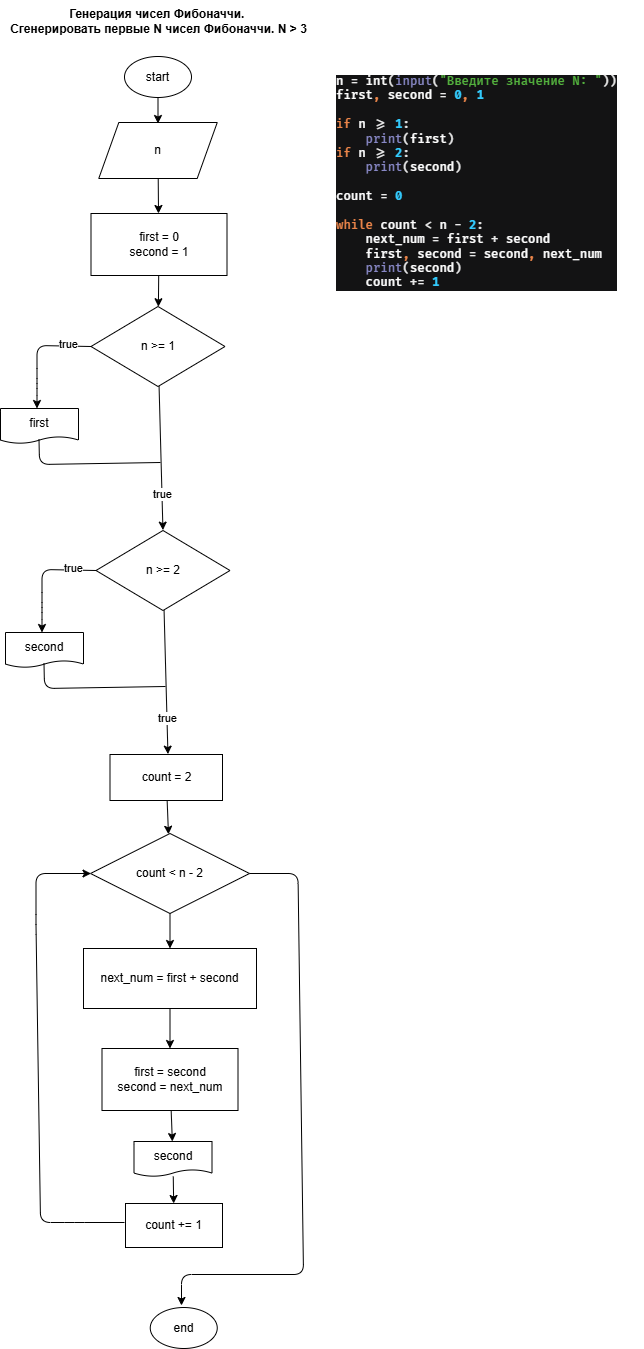 Генерация чисел Фибоначчи.
Сгенерировать первые N чисел Фибоначчи. N > 3
start
n
first = 0
second = 1
n >= 1
true
first
true
n >= 2
true
second
true
count = 2
count < n - 2
next_num = first + second
first = second
second = next_num
second
count += 1
end
n = int(input("Введите значение N: "))
first, second = 0, 1
if n ⩾ 1:
print(first)
if n ⩾ 2:
print(second)
count = 0
while count < n - 2:
next_num = first + second
first, second = second, next_num
print(second)
count += 1